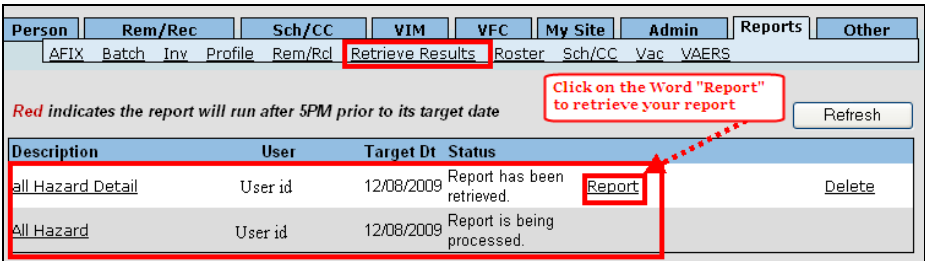 Person Rem/Rec Sch/CC VIM VFC My Site Admin Reports Other
AFIX Batch Inv Profile Rem/Rcl Retrieve Results Roster Sch/CC Vac VAERS
Click on the Word "Report"
to retrieve your report
Red indicates the report will run after 5PM prior to its target date
Refresh
Description User Target Dt Status
all Hazard Detail User id 12/08/2009 Report has been retrieved. Report Delete
All Hazard User id 12/08/2009 Report is being processed.